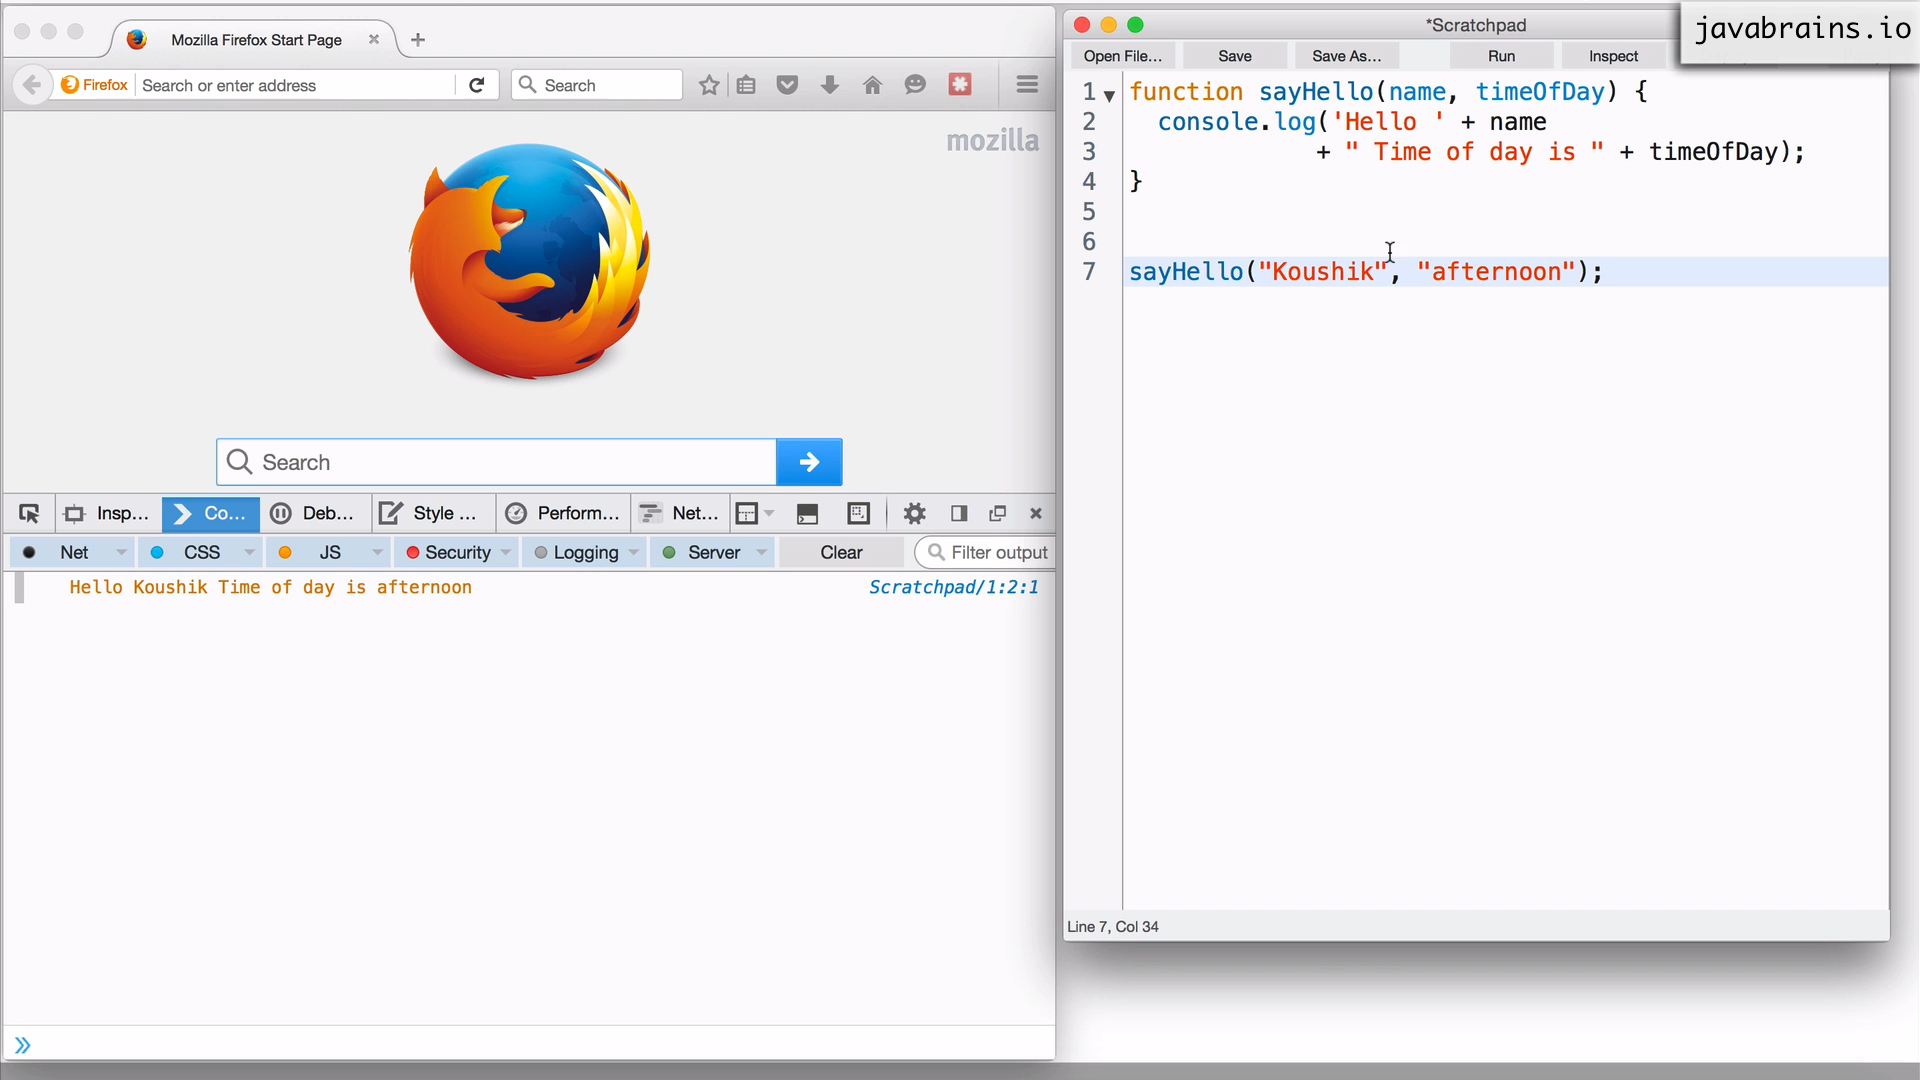 javabrains.io
Mozilla Firefox Start Page
Firefox
Search or enter address
Search
mozilla
Search
Insp...
Co...
Deb...
Style ...
Perform...
Net...
Net
CSS
JS
Security
Logging
Server
Clear
Filter output
Hello Koushik Time of day is afternoon
Scratchpad/1:2:1
*Scratchpad
Open File...
Save
Save As...
Run
Inspect
1 function sayHello(name, timeOfDay) {
2 console.log('Hello ' + name
3 + " Time of day is " + timeOfDay);
4 }
5
6
7 sayHello("Koushik", "afternoon");
Line 7, Col 34